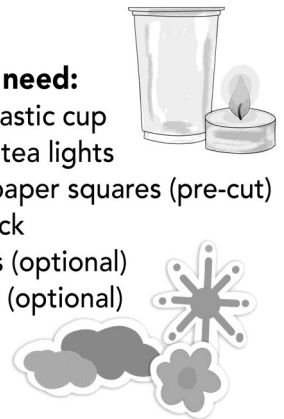 need:
astic cup
tea lights
paper squares (pre-cut)
ck
s (optional)
(optional)